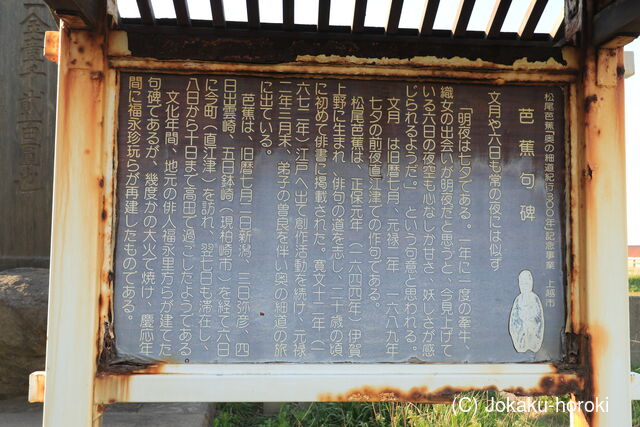 松尾芭蕉「奥の細道」紀行300年記念事業　上越市
芭蕉句碑
文月や六日も常の夜には似ず
「明夜は七夕である。一年に一度の牽牛、
織女の出会いが明夜だと思うと、今見上げて
いる六日の夜空も心なしか甘さ、妖しさが感
じられるようだ。」という句意と思われる。
文月　は旧暦七月、元禄二年　一六八九年
七夕の前夜直江津での作句である。
松尾芭蕉は、正保元年（一六四四年）伊賀
上野に生まれ、俳句の道を志し、二十歳の頃
に初めて俳書に掲載された。寛文十二年（一
六七二年）江戸へ出て創作活動を続け、元禄
二年三月末、弟子の曽良を伴い奥の細道の旅
に出ている。
芭蕉は、旧暦七月二日新潟、三日弥彦、四
日出雲崎、五日鉢崎（現柏崎市）を経て六日
に今町（直江津）を訪れ、翌七日も滞在し、
八日から十日まで高田で過ごしたようである。
文化年間、地元の俳人福永里方らが建てた
句碑であるが、幾度かの大火で焼け、慶応年
間に福永珍玩らが再建したものである。
(C) Jokaku-horoki